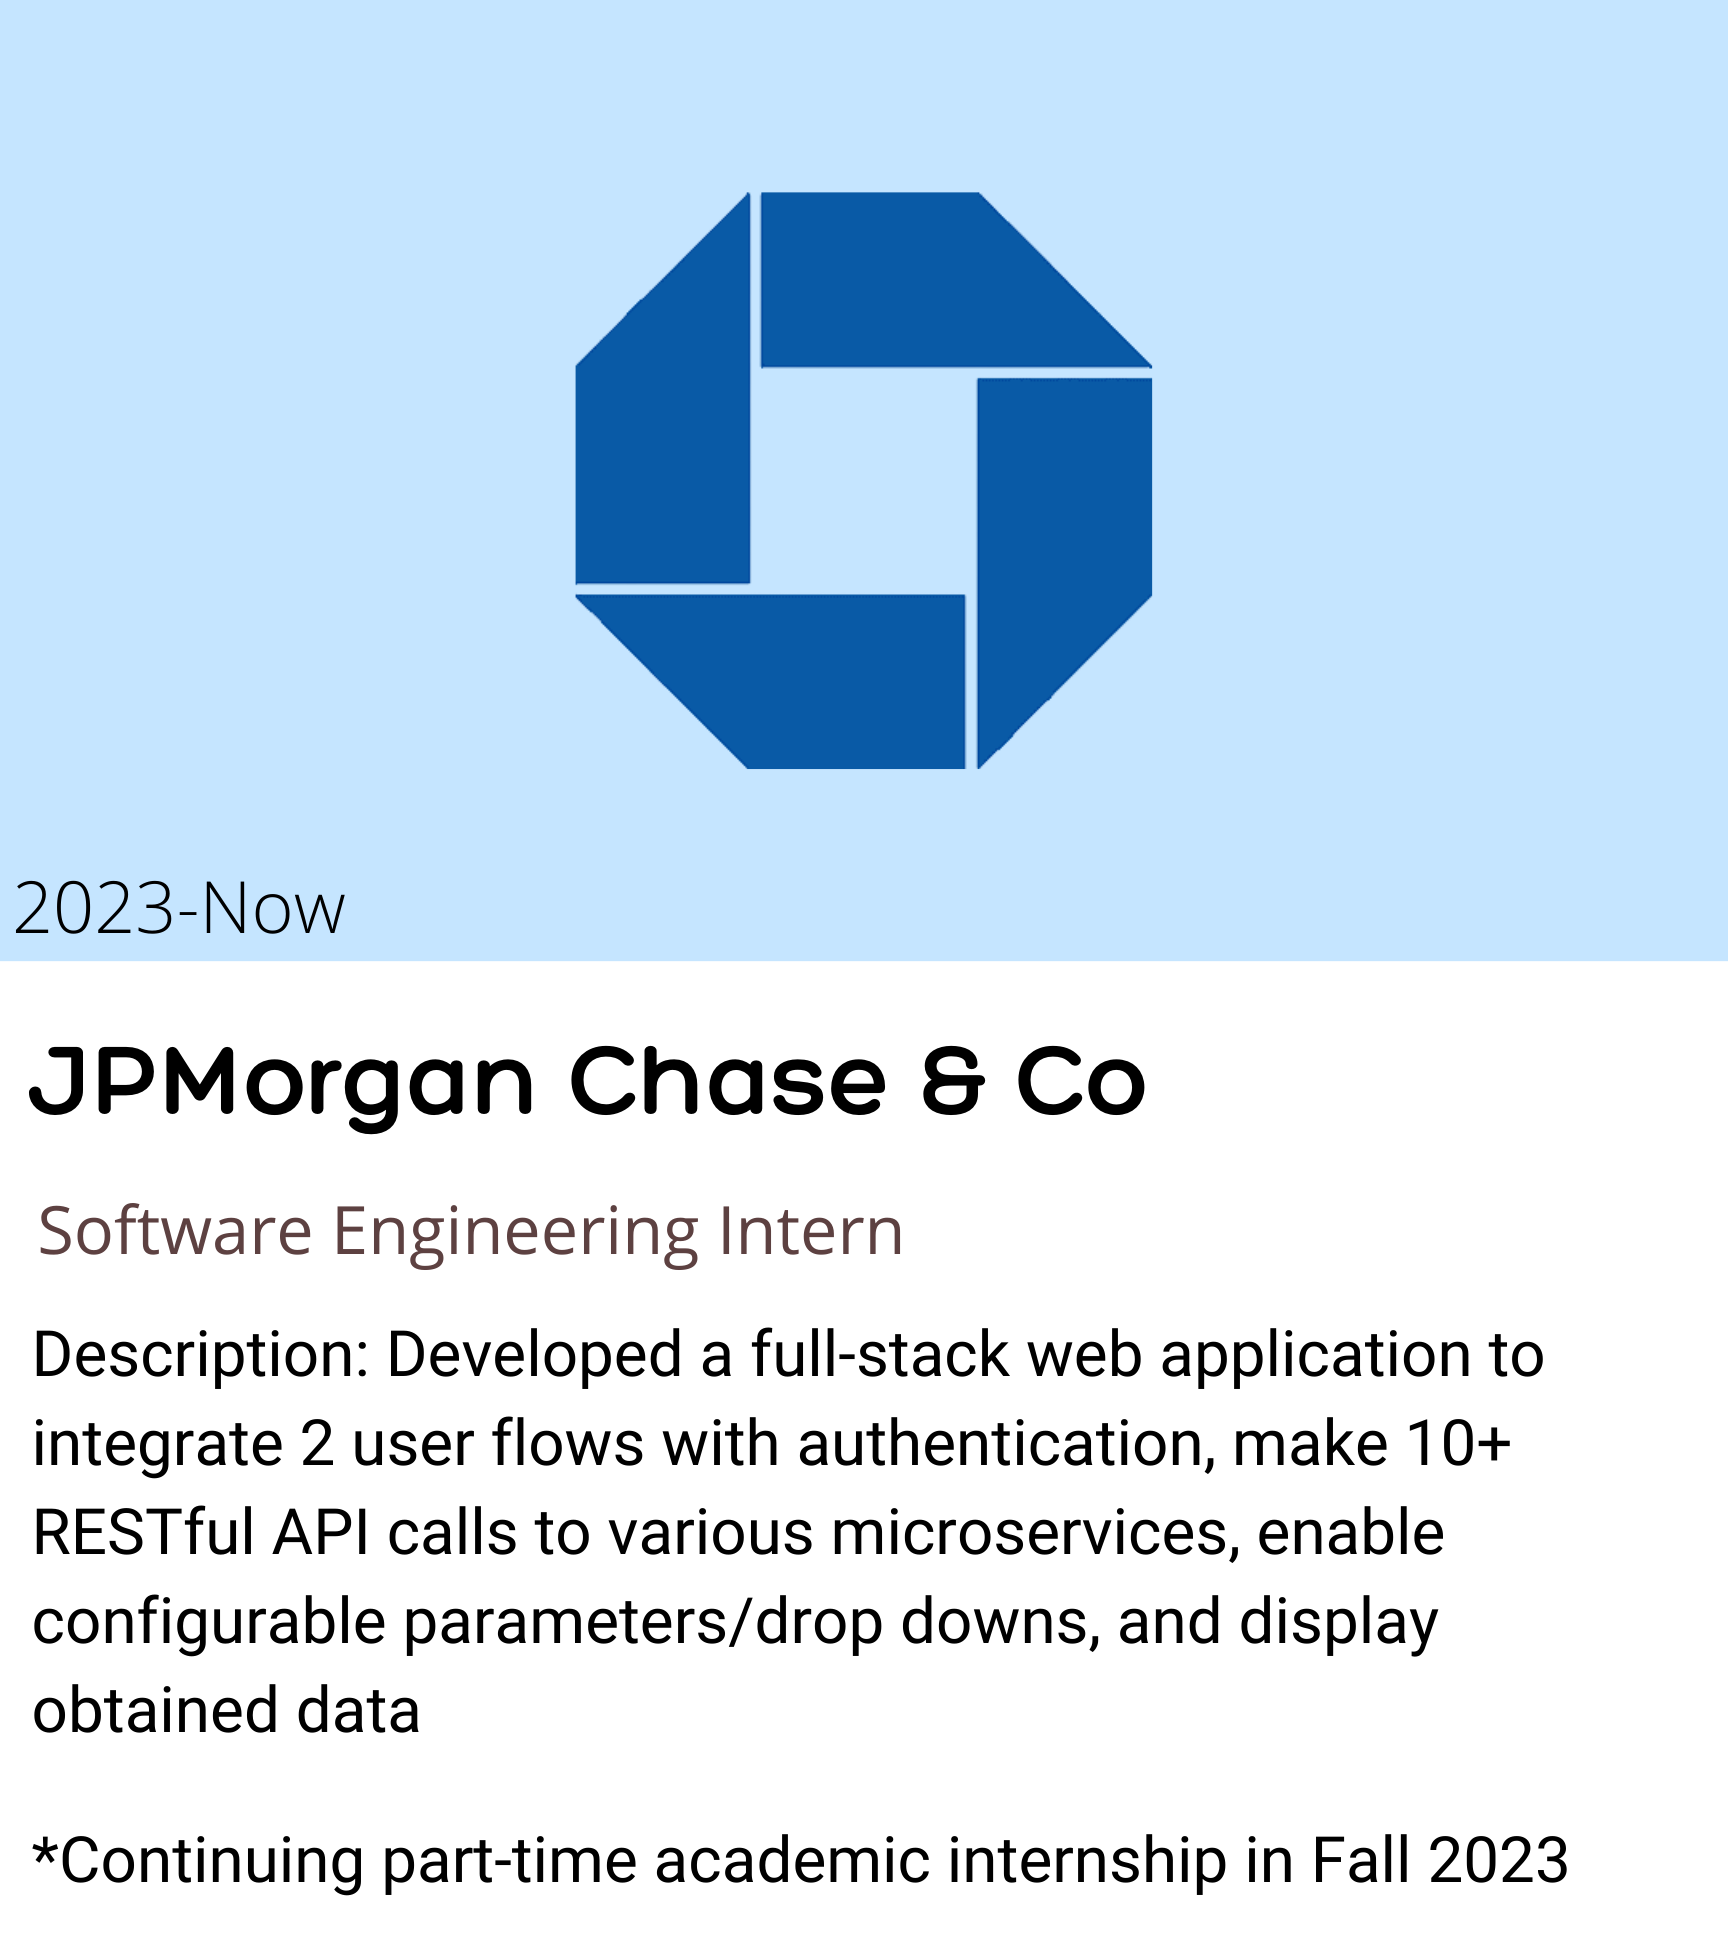 2023-Now
JPMorgan Chase & Co
Software Engineering Intern
Description: Developed a full-stack web application to
integrate 2 user flows with authentication, make 10+
RESTful API calls to various microservices, enable
configurable parameters/drop downs, and display
obtained data
*Continuing part-time academic internship in Fall 2023